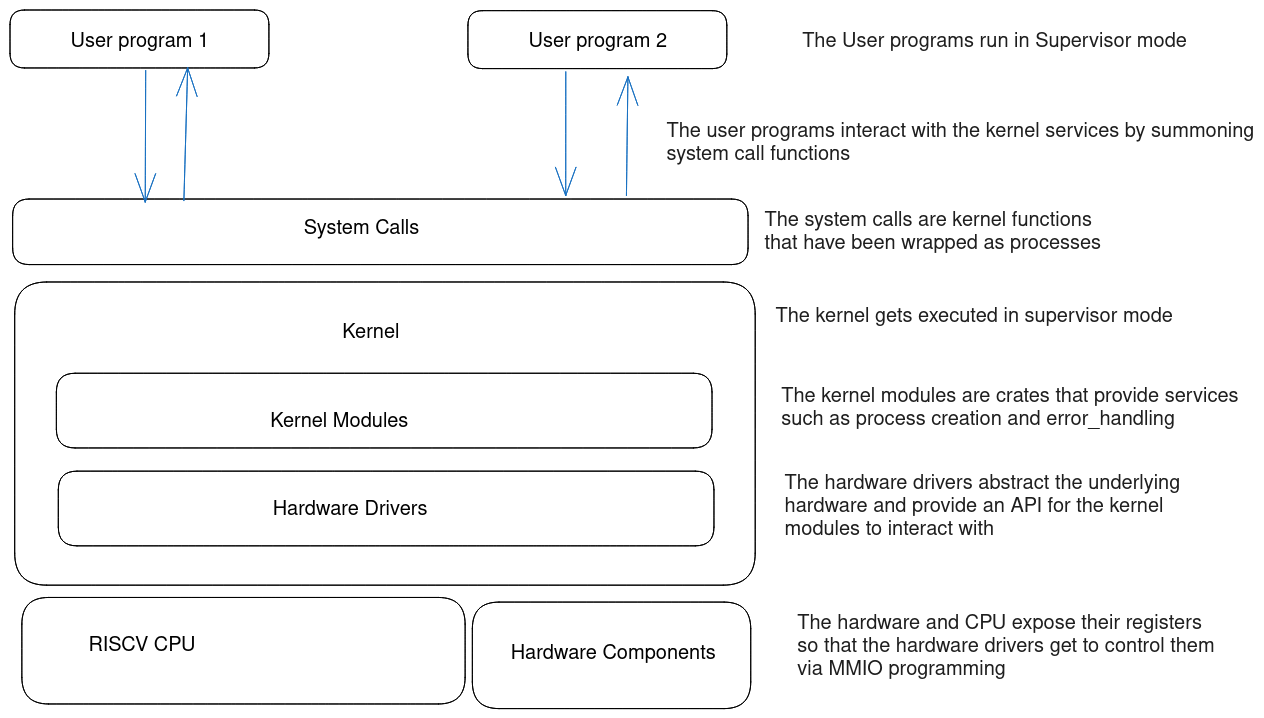 User program 1
User program 2
The User programs run in Supervisor mode
The user programs interact with the kernel services by summoning
system call functions
System Calls
The system calls are kernel functions
that have been wrapped as processes
Kernel
The kernel gets executed in supervisor mode
Kernel Modules
The kernel modules are crates that provide services
such as process creation and error_handling
Hardware Drivers
The hardware drivers abstract the underlying
hardware and provide an API for the kernel
modules to interact with
RISCV CPU
Hardware Components
The hardware and CPU expose their registers
so that the hardware drivers get to control them
via MMIO programming